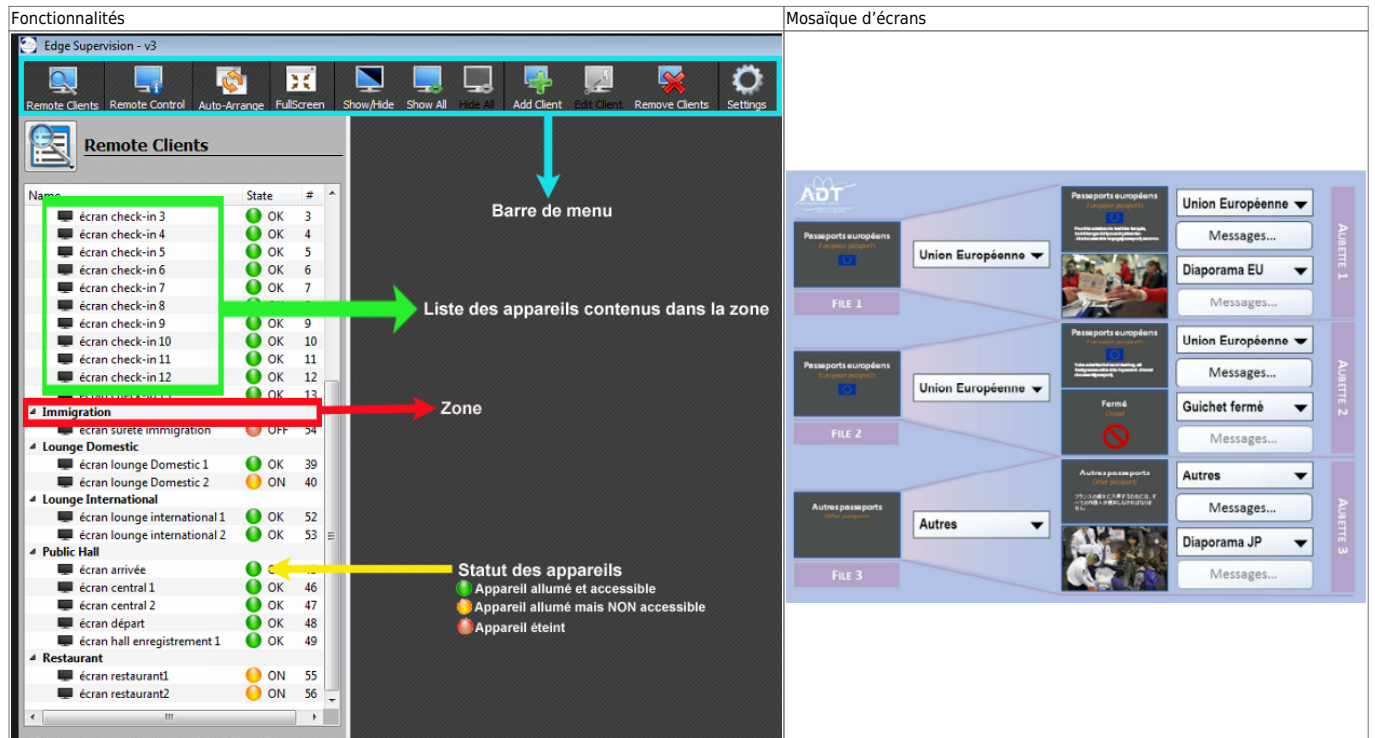 Fonctionnalités
Mosaïque d’écrans
Edge Supervision - v3
Remote Clients Remote Control Auto-Arrange FullScreen Show/Hide Show All Hide All Add Client Edit Client Remove Clients Settings
Remote Clients
Name State #
écran check-in 3 OK 3
écran check-in 4 OK 4
écran check-in 5 OK 5
écran check-in 6 OK 6
écran check-in 7 OK 7
écran check-in 8
écran check-in 9 OK 9
écran check-in 10 OK 10
écran check-in 11 OK 11
écran check-in 12 OK 12
OK 13
Immigration
écran sureté immigration OFF 54
Lounge Domestic
écran lounge Domestic 1 OK 39
écran lounge Domestic 2 ON 40
Lounge International
écran lounge international 1 OK 52
écran lounge international 2 OK 53
Public Hall
écran arrivée
écran central 1 OK 46
écran central 2 OK 47
écran départ OK 48
écran hall enregistrement 1 OK 49
Restaurant
écran restaurant1 ON 55
écran restaurant2 ON 56
Barre de menu
Liste des appareils contenus dans la zone
Zone
Statut des appareils
Appareil allumé et accessible
Appareil allumé mais NON accessible
Appareil éteint
ADT
Passeports européens
European passports
Union Européenne
FILE 1
Passeports européens
European passports
Union Européenne
Messages...
Diaporama EU
Messages...
AUBETTE 1
Passeports européens
European passports
Union Européenne
FILE 2
Passeports européens
European passports
Union Européenne
Messages...
Fermé
Closed
Guichet fermé
Messages...
AUBETTE 2
Autres passeports
Other passports
Autres
FILE 3
Autres passeports
Other passports
Autres
Messages...
Diaporama JP
Messages...
AUBETTE 3